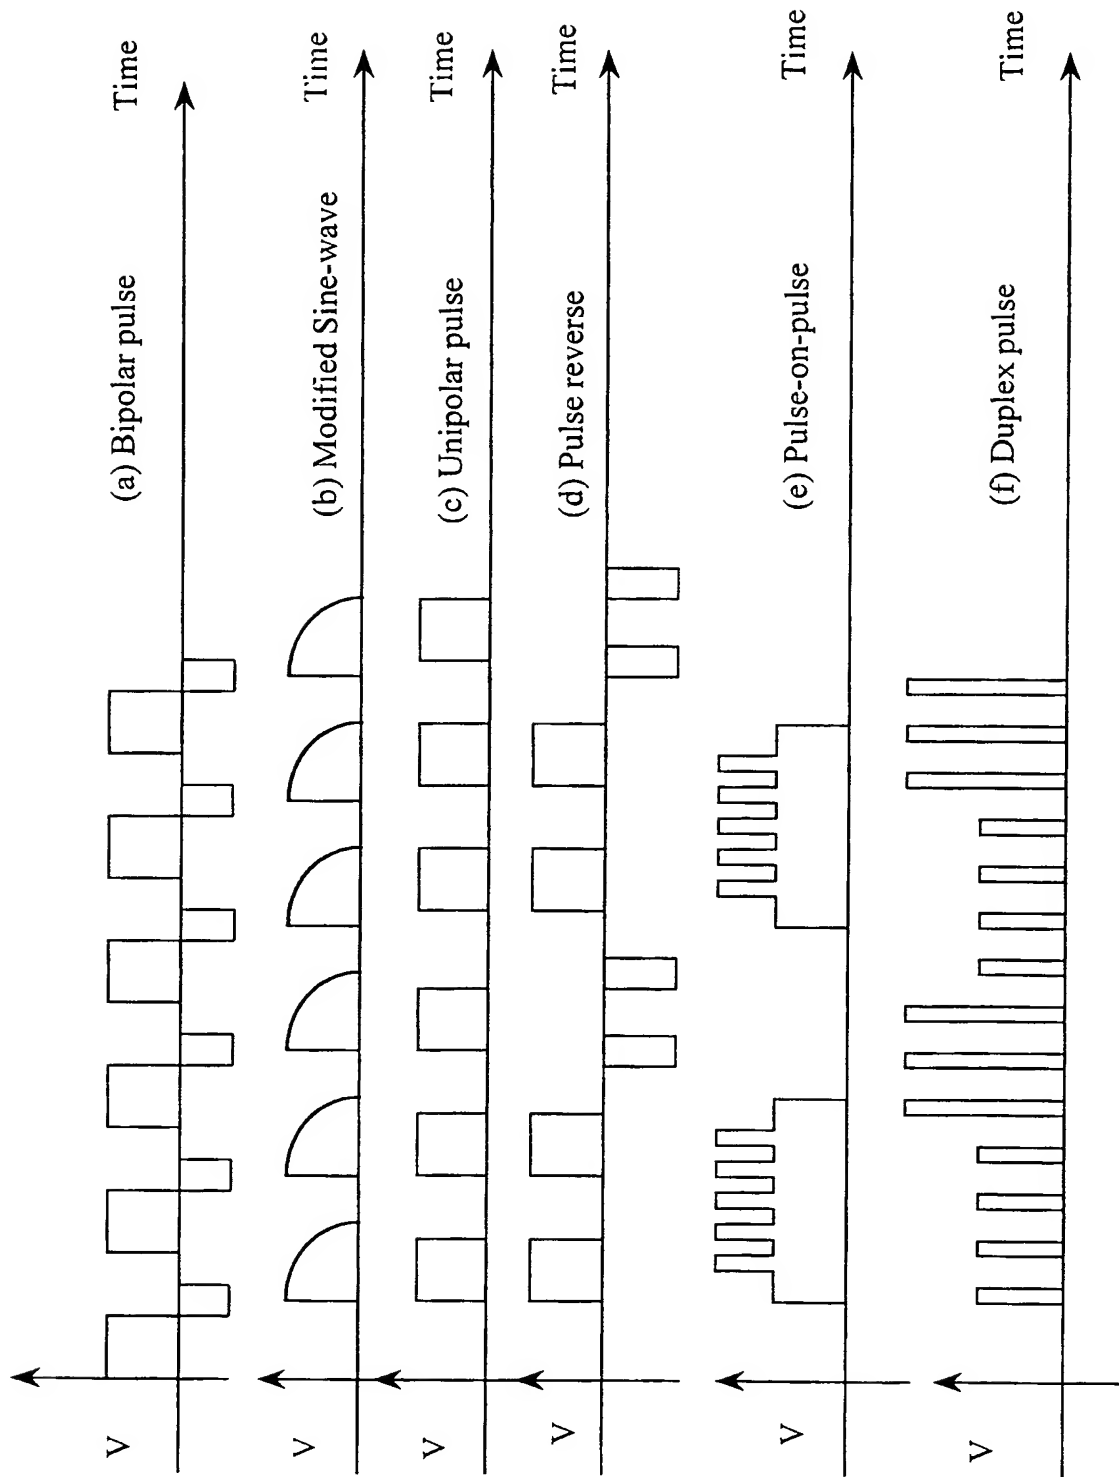 V
(a) Bipolar pulse
Time
V
(b) Modified Sine-wave
Time
V
(c) Unipolar pulse
Time
V
(d) Pulse reverse
Time
V
(e) Pulse-on-pulse
Time
V
(f) Duplex pulse
Time